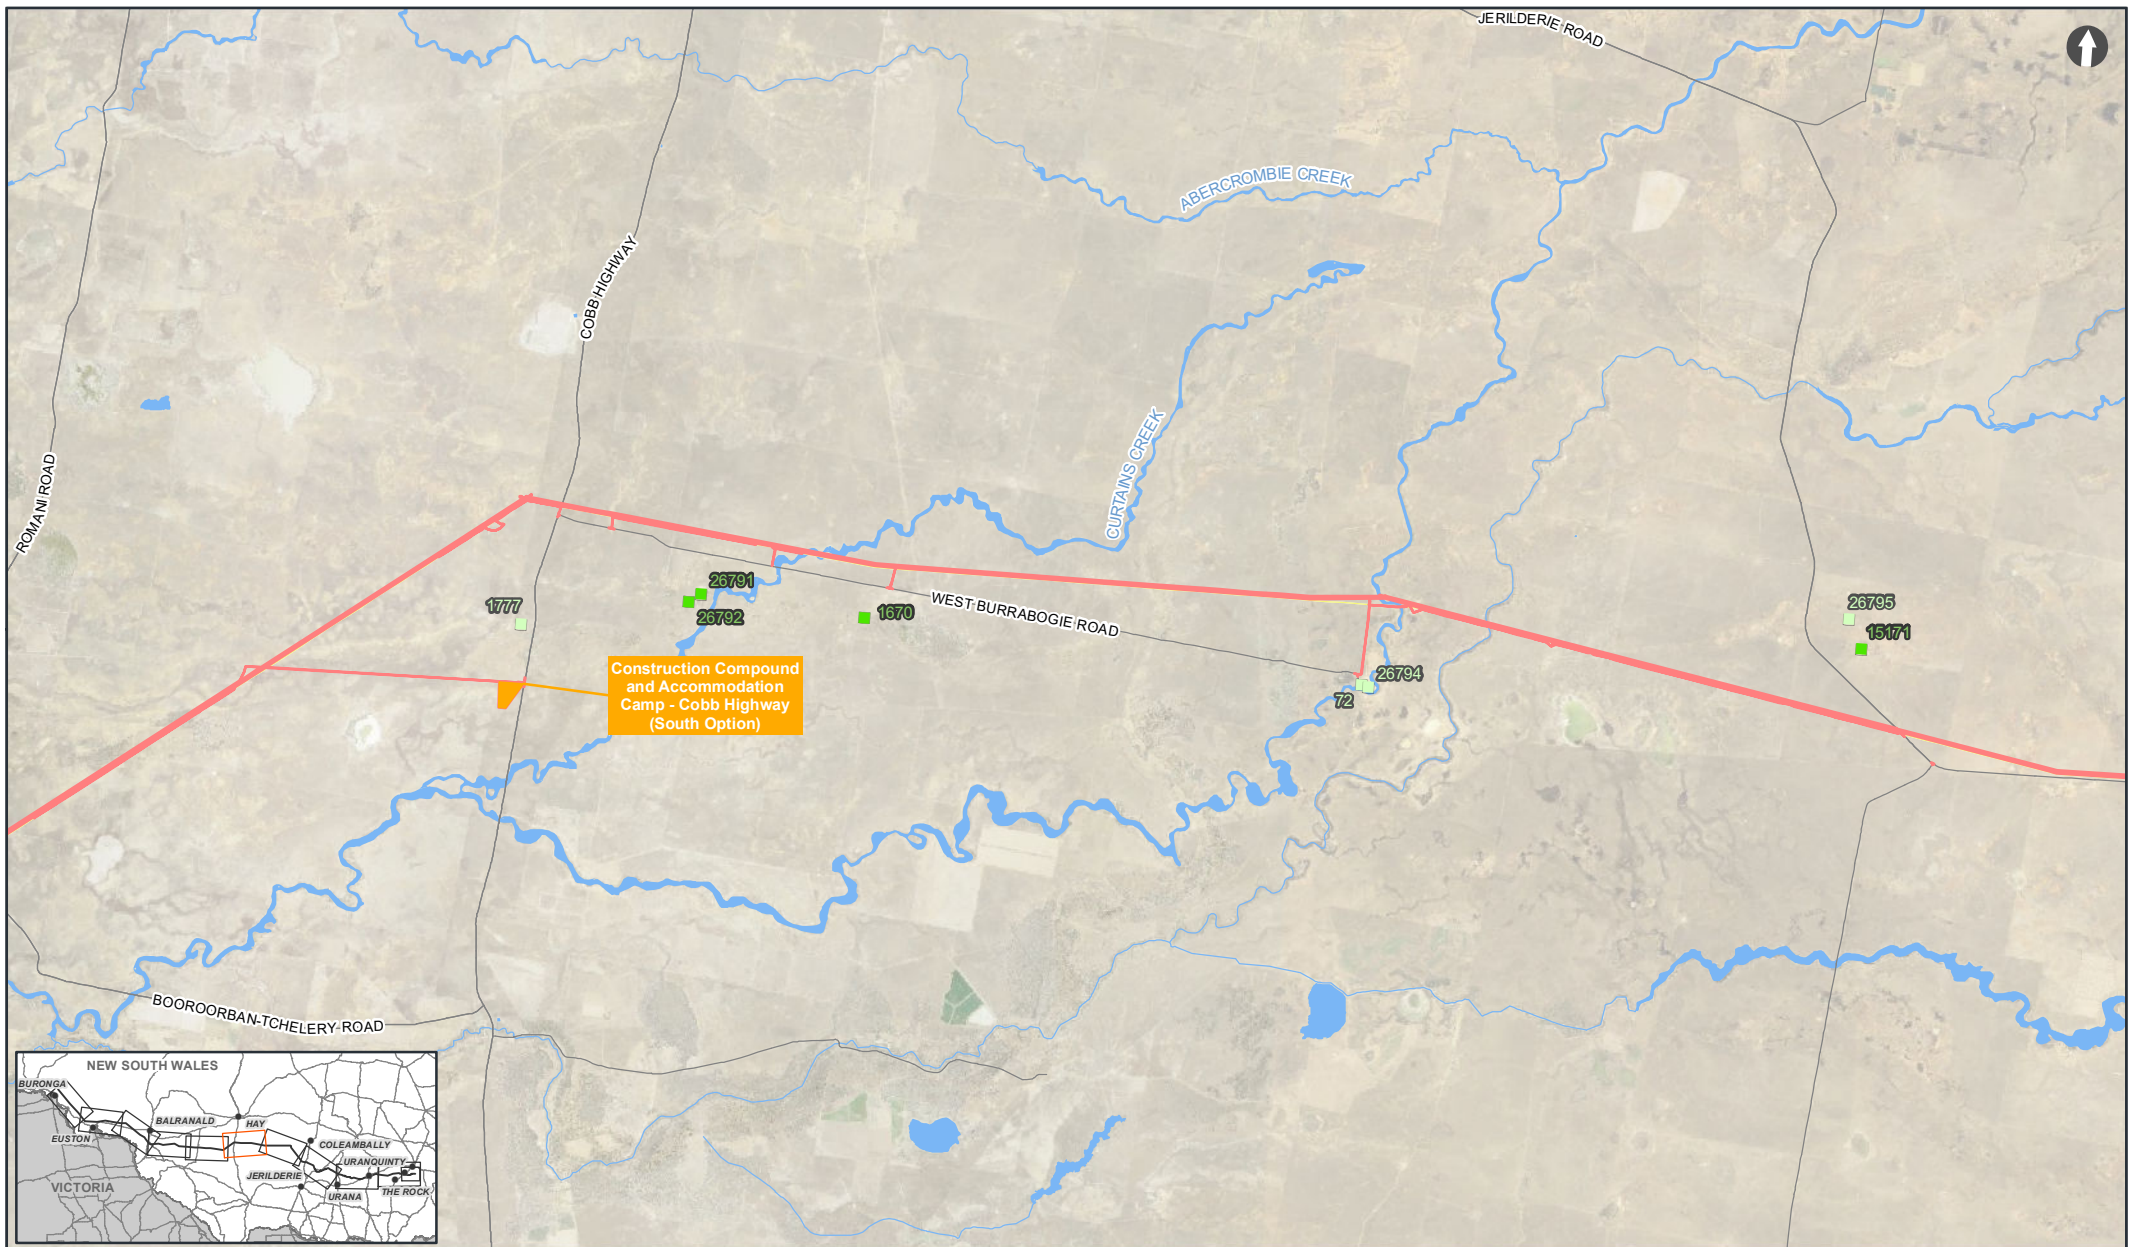 JERILDERIE ROAD
ABERCROMBIE CREEK
COBB HIGHWAY
CURTAINS CREEK
ROMANI ROAD
26791
26792
1777
1670
WEST BURRABOGIE ROAD
26795
15171
26794
72
Construction Compound
and Accommodation
Camp - Cobb Highway
(South Option)
BOOROORBAN-TCHELERY ROAD
NEW SOUTH WALES
BURONGA
BALRANALD
HAY
EUSTON
COLEAMBALLY
URANQUINTY
JERILDERIE
VICTORIA
URANA
THE ROCK